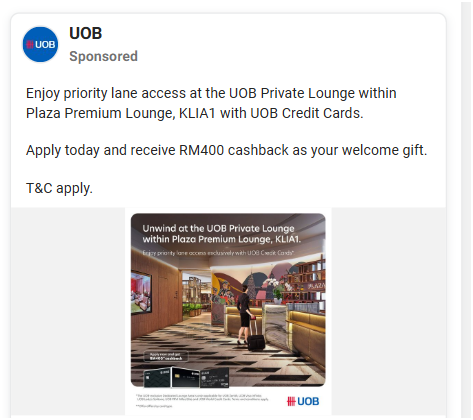 UOB
UOB
Sponsored
Enjoy priority lane access at the UOB Private Lounge within
Plaza Premium Lounge, KLIA1 with UOB Credit Cards.
Apply today and receive RM400 cashback as your welcome gift.
T&C apply.
Unwind at the UOB Private Lounge
within Plaza Premium Lounge, KLIA1.
Enjoy priority lane access exclusively with UOB Credit Cards*
PLAZA PREMIUM
Apply now and get
cashback
UOB